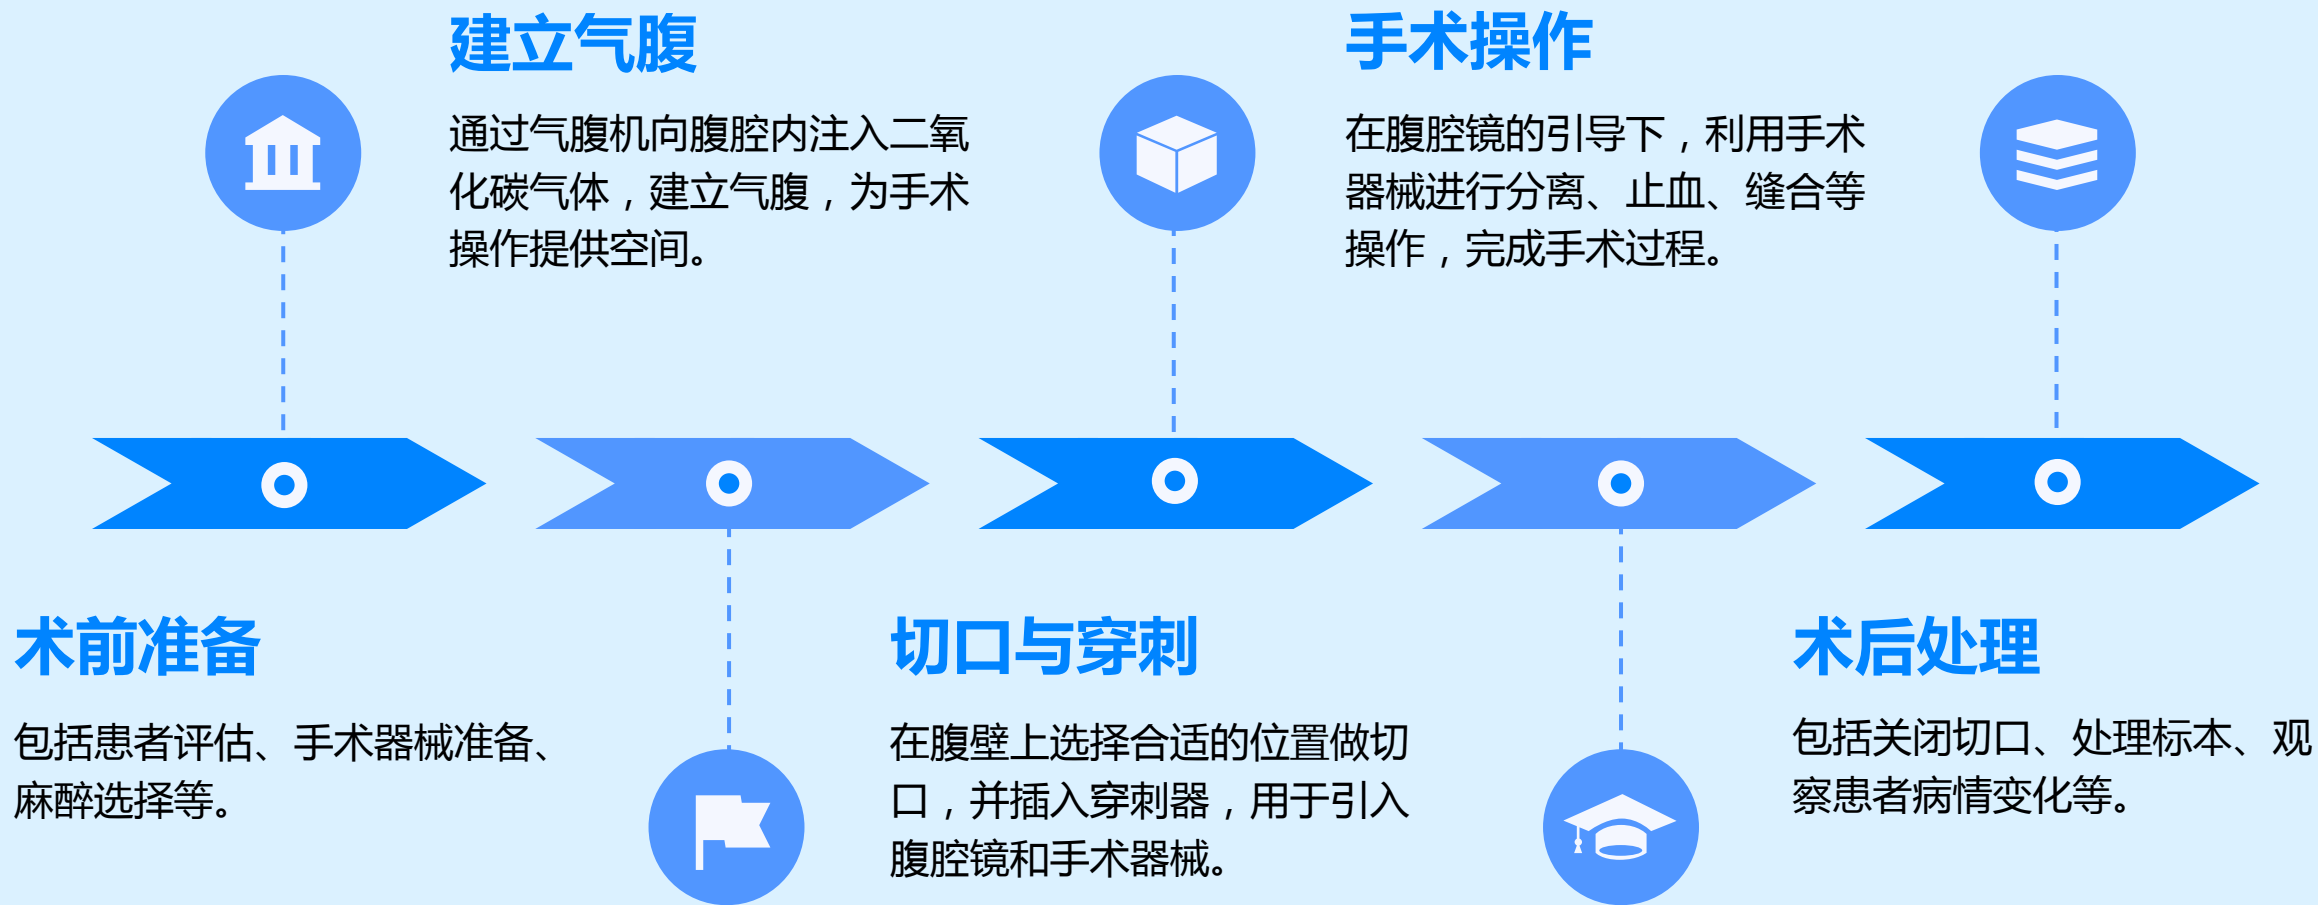 术前准备
包括患者评估、手术器械准备、
麻醉选择等。
建立气腹
通过气腹机向腹腔内注入二氧
化碳气体，建立气腹，为手术
操作提供空间。
切口与穿刺
在腹壁上选择合适的位置做切
口，并插入穿刺器，用于引入
腹腔镜和手术器械。
手术操作
在腹腔镜的引导下，利用手术
器械进行分离、止血、缝合等
操作，完成手术过程。
术后处理
包括关闭切口、处理标本、观
察患者病情变化等。